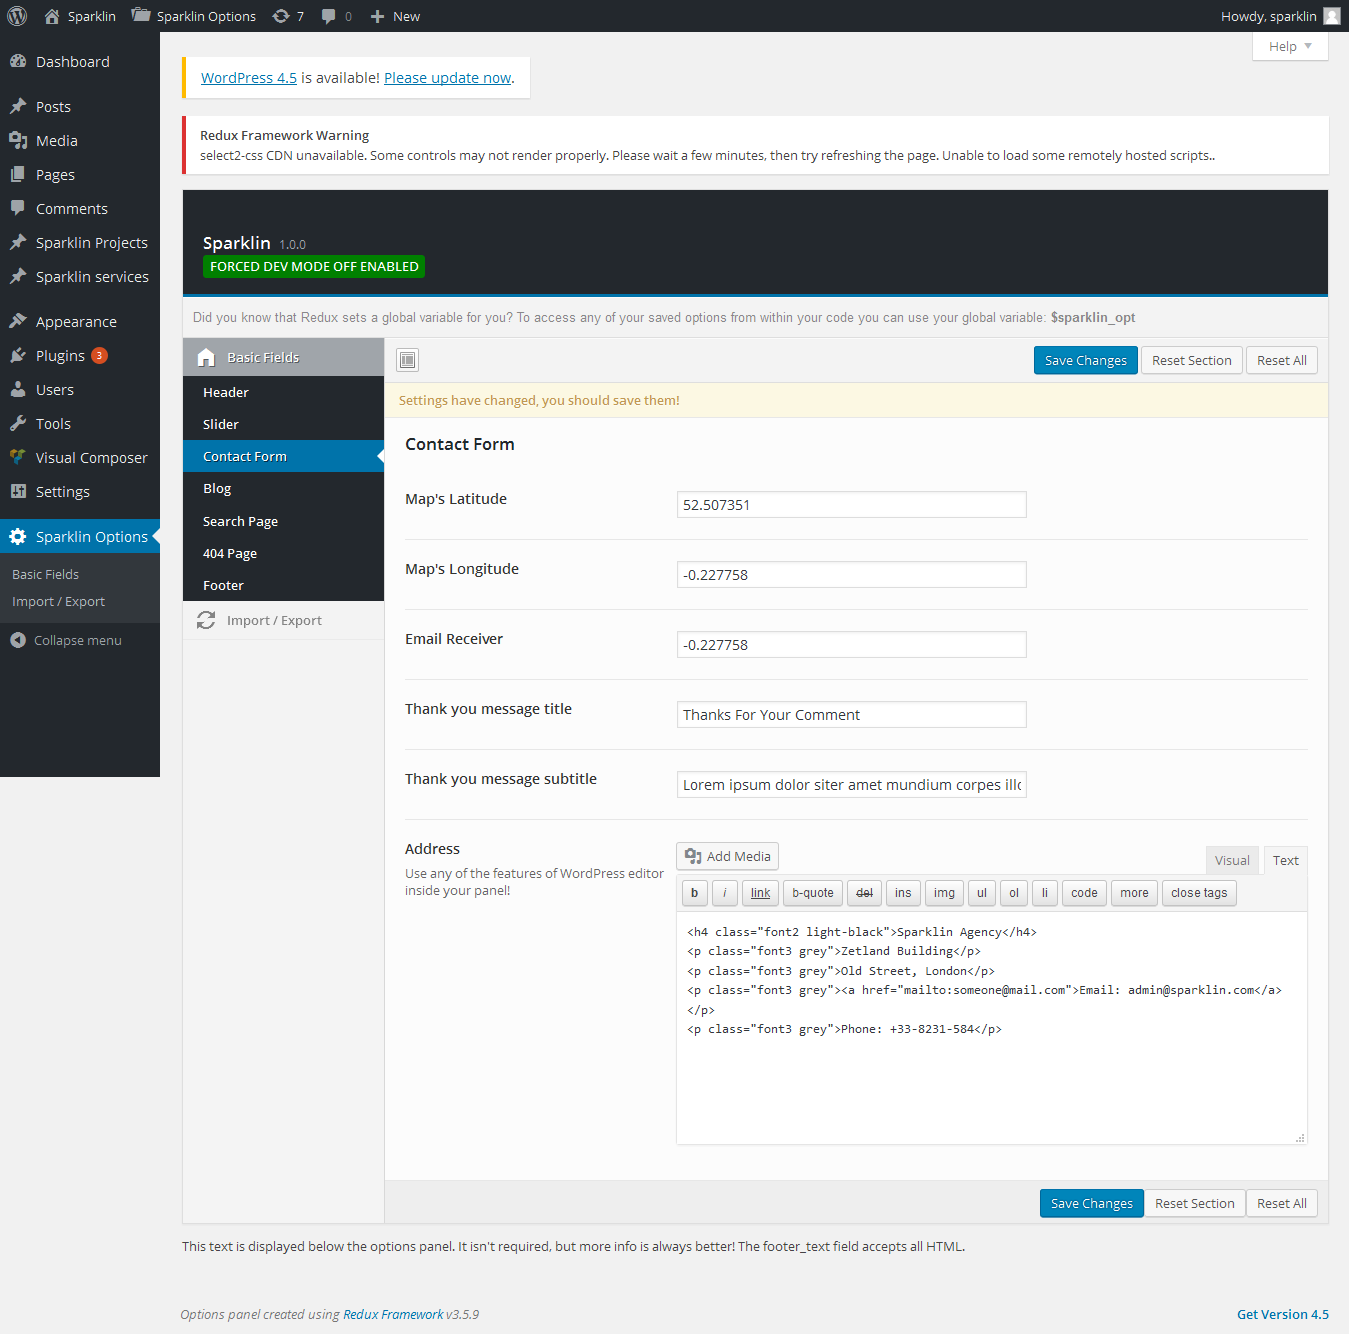 Sparklin Sparklin Options 7 0 New Howdy, sparklin
Help
Dashboard
Posts
Media
Pages
Comments
Sparklin Projects
Sparklin services
Appearance
Plugins 3
Users
Tools
Visual Composer
Settings
Sparklin Options
Basic Fields
Import / Export
Collapse menu
WordPress 4.5 is available! Please update now.
Redux Framework Warning
select2-css CDN unavailable. Some controls may not render properly. Please wait a few minutes, then try refreshing the page. Unable to load some remotely hosted scripts..
Sparklin 1.0.0
FORCED DEV MODE OFF ENABLED
Did you know that Redux sets a global variable for you? To access any of your saved options from within your code you can use your global variable: $sparklin_opt
Basic Fields
Header
Slider
Contact Form
Blog
Search Page
404 Page
Footer
Import / Export
Save Changes Reset Section Reset All
Settings have changed, you should save them!
Contact Form
Map's Latitude 52.507351
Map's Longitude -0.227758
Email Receiver -0.227758
Thank you message title Thanks For Your Comment
Thank you message subtitle Lorem ipsum dolor siter amet mundium corpes illo
Address
Use any of the features of WordPress editor
inside your panel!
Add Media Visual Text
b i link b-quote del ins img ul ol li code more close tags
<h4 class="font2 light-black">Sparklin Agency</h4>
<p class="font3 grey">Zetland Building</p>
<p class="font3 grey">Old Street, London</p>
<p class="font3 grey"><a href="mailto:someone@mail.com">Email: admin@sparklin.com</a>
</p>
<p class="font3 grey">Phone: +33-8231-584</p>
Save Changes Reset Section Reset All
This text is displayed below the options panel. It isn't required, but more info is always better! The footer_text field accepts all HTML.
Options panel created using Redux Framework v3.5.9
Get Version 4.5